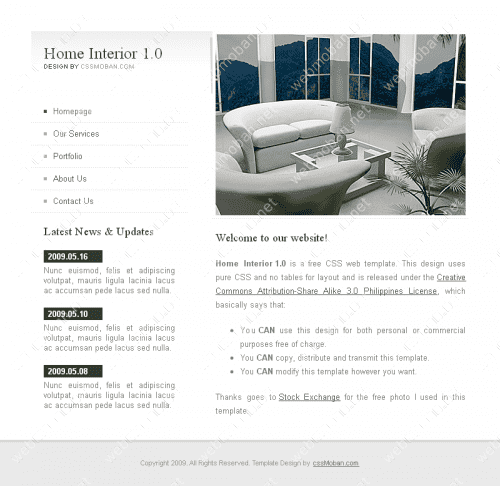 Home Interior 1.0
DESIGN BY CSSMOBAN.COM
Homepage
Our Services
Portfolio
About Us
Contact Us
Latest News & Updates
2009.05.16
Nunc euismod, felis et adipiscing
volutpat, mauris ligula lacinia lacus
ac accumsan pede lacus sed nulla.
2009.05.10
Nunc euismod, felis et adipiscing
volutpat, mauris ligula lacinia lacus
ac accumsan pede lacus sed nulla.
2009.05.08
Nunc euismod, felis et adipiscing
volutpat, mauris ligula lacinia lacus
ac accumsan pede lacus sed nulla.
Welcome to our website!
Home Interior 1.0 is a free CSS web template. This design uses
pure CSS and no tables for layout and is released under the Creative
Commons Attribution-Share Alike 3.0 Philippines License, which
basically says that:
You CAN use this design for both personal or commercial
purposes free of charge.
You CAN copy, distribute and transmit this template.
You CAN modify this template however you want.
Thanks goes to Stock Exchange for the free photo I used in this
template.
Copyright 2009. All Rights Reserved. Template Design by cssMoban.com.